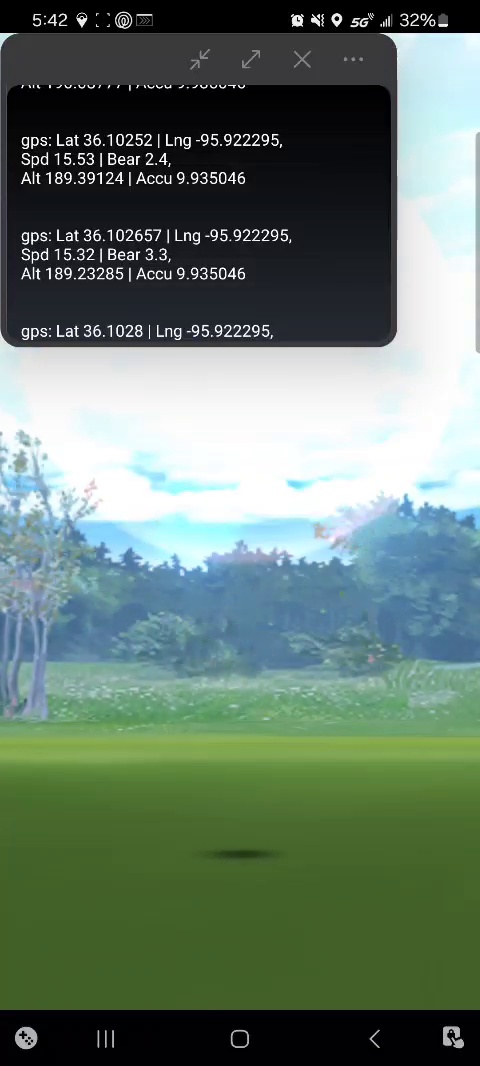 5:42 5G 32%
gps: Lat 36.10252 | Lng -95.922295,
Spd 15.53 | Bear 2.4,
Alt 189.39124 | Accu 9.935046
gps: Lat 36.102657 | Lng -95.922295,
Spd 15.32 | Bear 3.3,
Alt 189.23285 | Accu 9.935046
gps: Lat 36.1028 | Lng -95.922295,